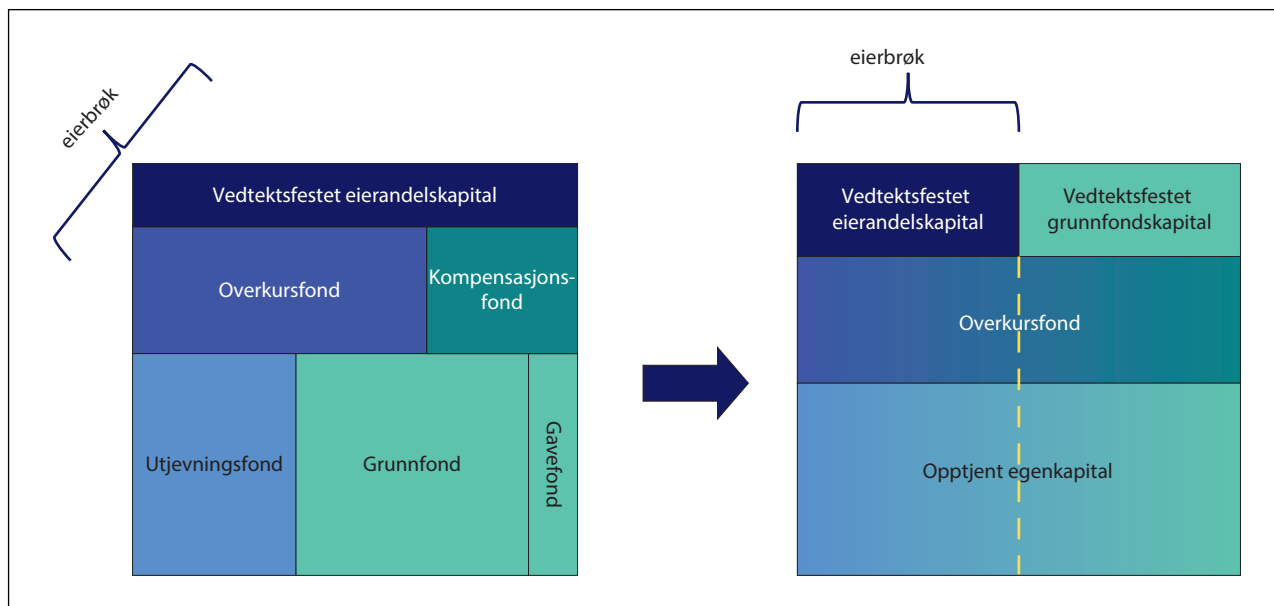 eierbrøk
Vedtektsfestet eierandelskapital
Overkursfond
Kompensasjons-
fond
Utjevningsfond
Grunnfond
Gavefond
eierbrøk
Vedtektsfestet
eierandelskapital
Vedtektsfestet
grunnfondskapital
Overkursfond
Opptjent egenkapital